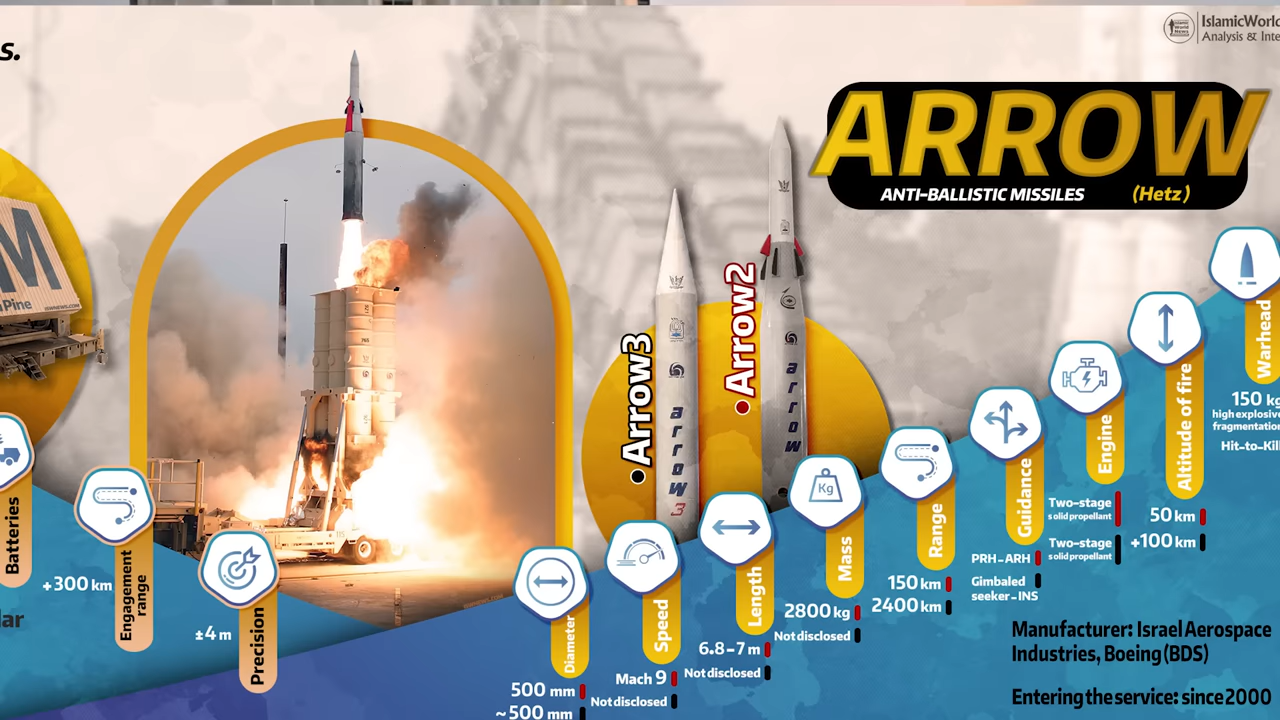 s.
IslamicWorld
Analysis & Inte
ARROW
ANTI-BALLISTIC MISSILES (Hetz)
M
Pine
Arrow3
Arrow2
arrow 3
arrow
Batteries
Engagement
range
+300 km
Precision
±4 m
lar
Diameter
500 mm
~500 mm
Speed
Mach 9
Not disclosed
Length
6.8-7 m
Not disclosed
Mass
Kg
2800 kg
Not disclosed
Range
150 km
2400 km
Guidance
PRH-ARH
Gimbaled
seeker-INS
Engine
Two-stage
solid propellant
Two-stage
solid propellant
Altitude of fire
50 km
+100 km
Warhead
150 kg
high explosive
fragmentation
Hit-to-Kill
Manufacturer: Israel Aerospace
Industries, Boeing (BDS)
Entering the service: since 2000